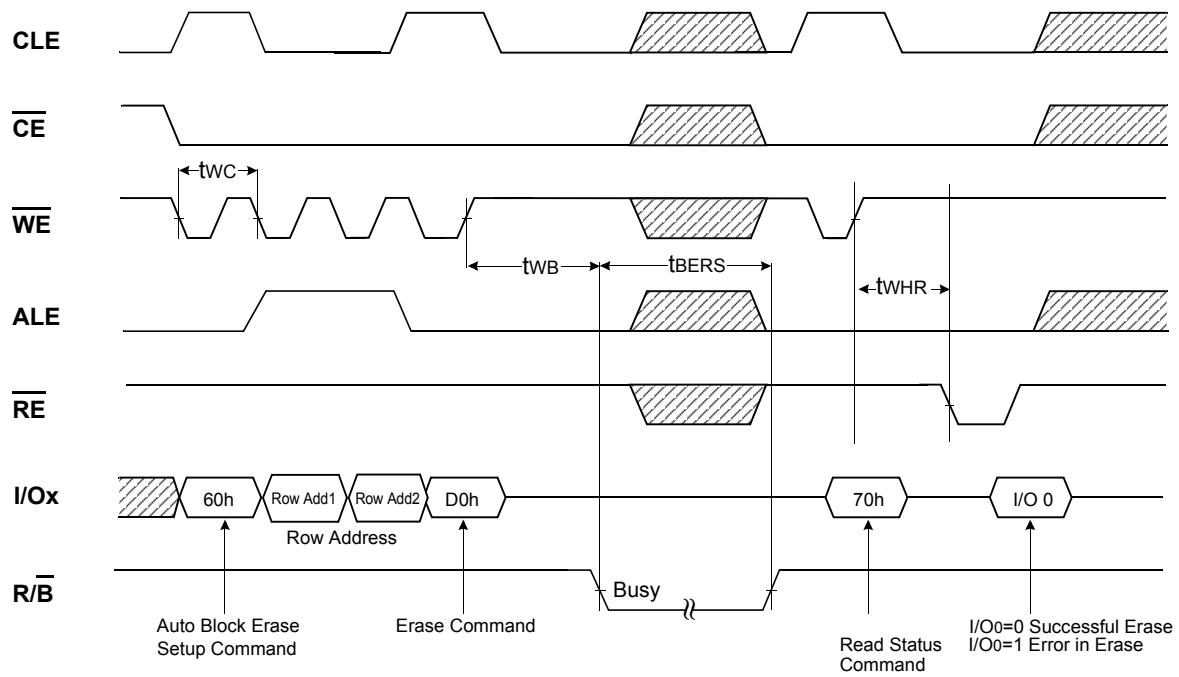 CLE
CE
tWC
WE
tWB
tBERS
tWHR
ALE
RE
I/Ox
60h
Row Add1
Row Add2
D0h
70h
I/O 0
Row Address
R/B
Busy
Auto Block Erase
Setup Command
Erase Command
Read Status
Command
I/O0=0 Successful Erase
I/O0=1 Error in Erase